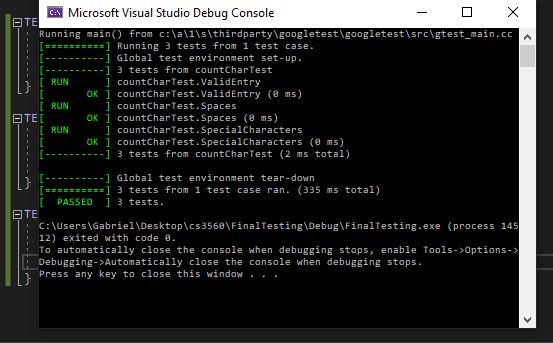 Microsoft Visual Studio Debug Console
Running main() from c:\a\1\s\thirdparty\googletest\googletest\src\gtest_main.cc
[==========] Running 3 tests from 1 test case.
[----------] Global test environment set-up.
[----------] 3 tests from countCharTest
[ RUN      ] countCharTest.ValidEntry
[       OK ] countCharTest.ValidEntry (0 ms)
[ RUN      ] countCharTest.Spaces
[       OK ] countCharTest.Spaces (0 ms)
[ RUN      ] countCharTest.SpecialCharacters
[       OK ] countCharTest.SpecialCharacters (0 ms)
[----------] 3 tests from countCharTest (2 ms total)
[----------] Global test environment tear-down
[==========] 3 tests from 1 test case ran. (335 ms total)
[  PASSED  ] 3 tests.
C:\Users\Gabriel\Desktop\cs3560\FinalTesting\Debug\FinalTesting.exe (process 145
12) exited with code 0.
To automatically close the console when debugging stops, enable Tools->Options->
Debugging->Automatically close the console when debugging stops.
Press any key to close this window . . .
TE
}
TE
}
TE
}